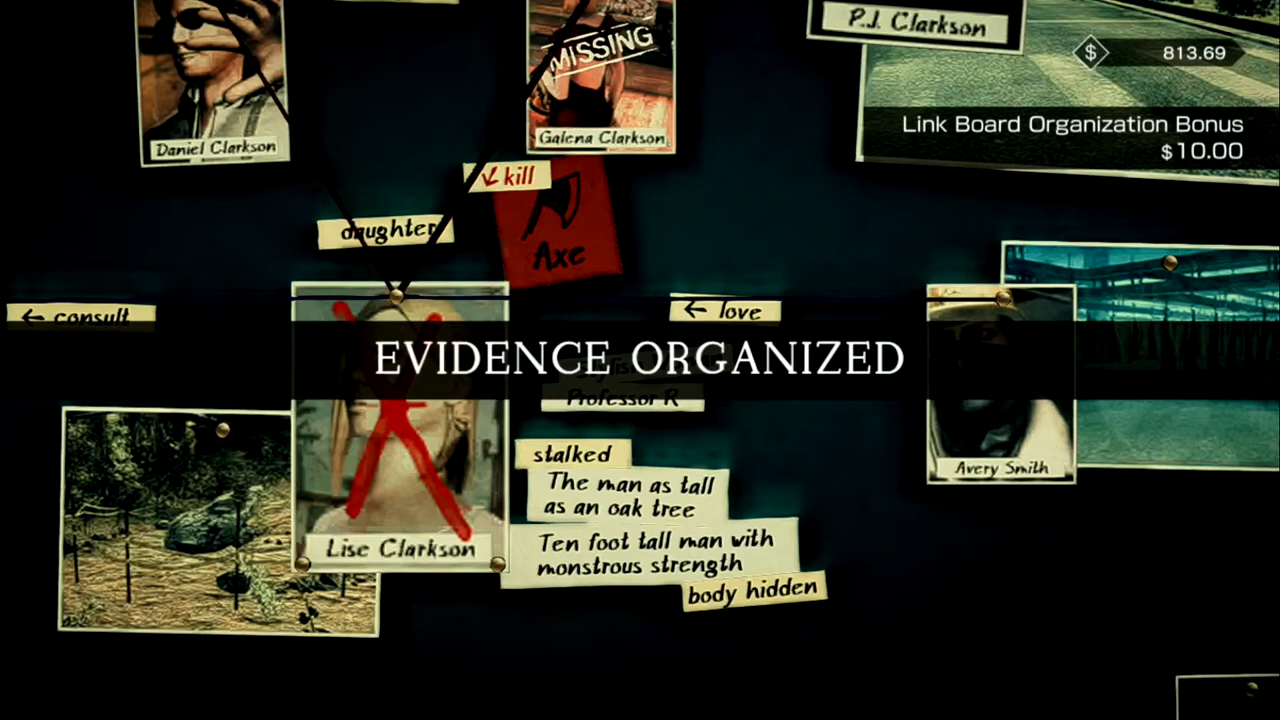 P.J. Clarkson
MISSING
813.69
Daniel Clarkson
Galena Clarkson
Link Board Organization Bonus
$10.00
kill
Axe
daughter
← consult
← love
EVIDENCE ORGANIZED
Professor R
stalked
The man as tall
as an oak tree
Avery Smith
Lise Clarkson
Ten foot tall man with
monstrous strength
body hidden